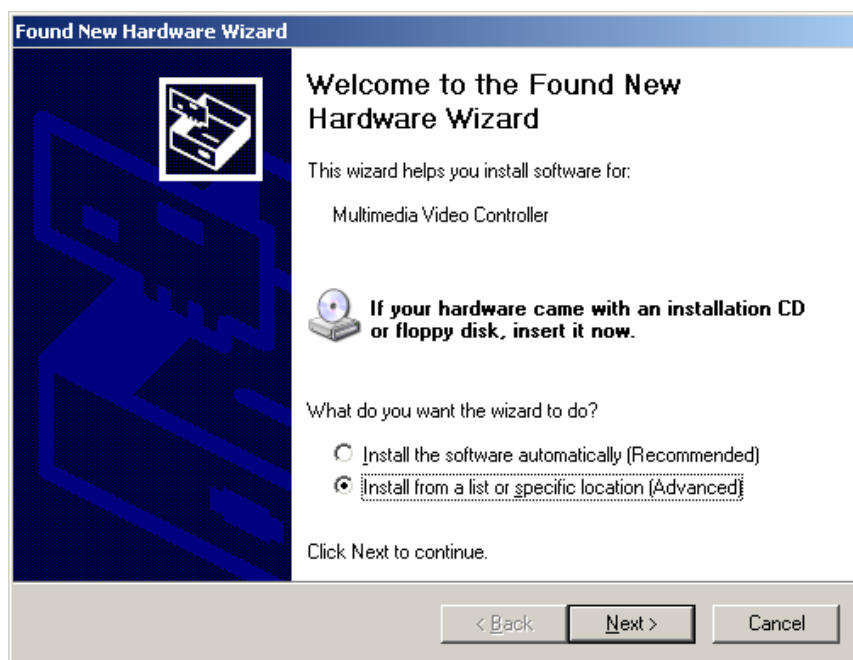 Found New Hardware Wizard
Welcome to the Found New
Hardware Wizard
This wizard helps you install software for:
Multimedia Video Controller
If your hardware came with an installation CD
or floppy disk, insert it now.
What do you want the wizard to do?
Install the software automatically (Recommended)
Install from a list or specific location (Advanced)
Click Next to continue.
< Back
Next >
Cancel